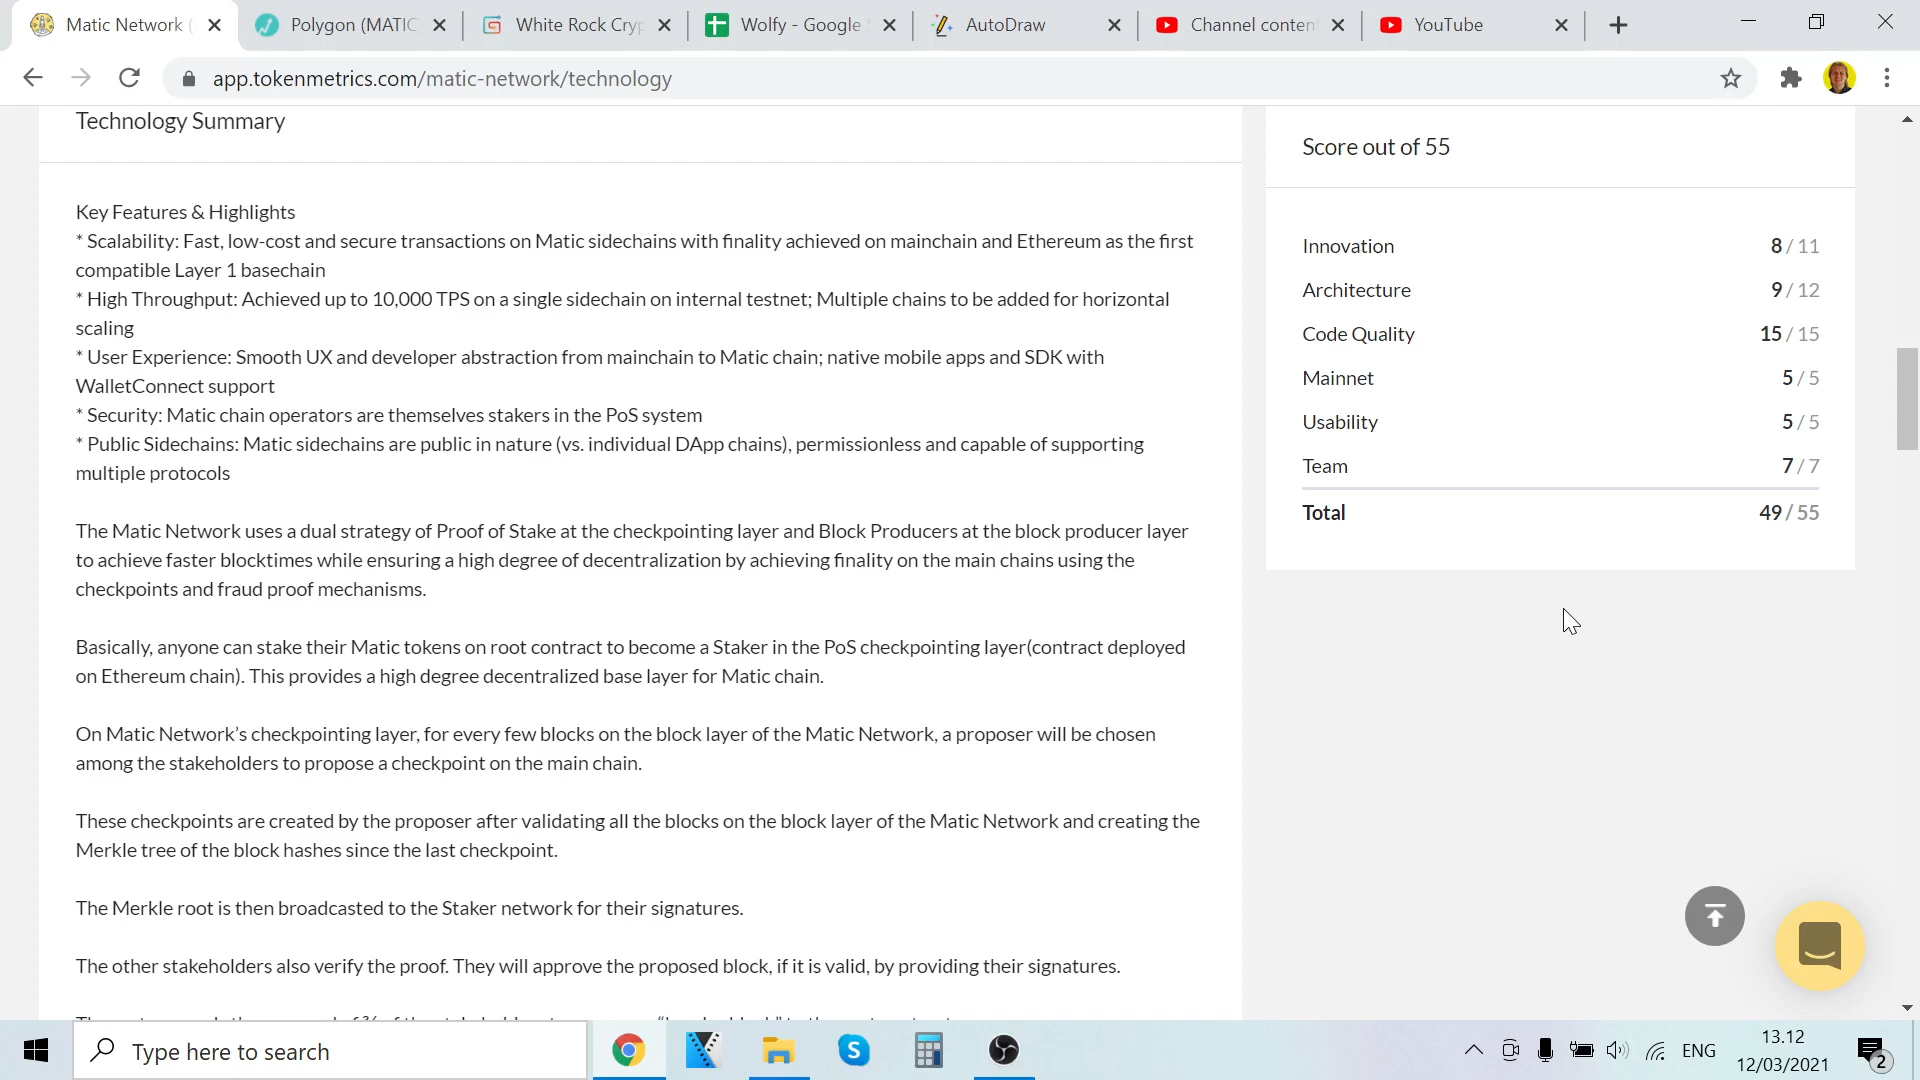 Matic Network (
Polygon (MATIC
White Rock Cryp
Wolfy - Google
AutoDraw
Channel conten
YouTube
app.tokenmetrics.com/matic-network/technology
Technology Summary
Key Features & Highlights
* Scalability: Fast, low-cost and secure transactions on Matic sidechains with finality achieved on mainchain and Ethereum as the first
compatible Layer 1 basechain
* High Throughput: Achieved up to 10,000 TPS on a single sidechain on internal testnet; Multiple chains to be added for horizontal
scaling
* User Experience: Smooth UX and developer abstraction from mainchain to Matic chain; native mobile apps and SDK with
WalletConnect support
* Security: Matic chain operators are themselves stakers in the PoS system
* Public Sidechains: Matic sidechains are public in nature (vs. individual DApp chains), permissionless and capable of supporting
multiple protocols
The Matic Network uses a dual strategy of Proof of Stake at the checkpointing layer and Block Producers at the block producer layer
to achieve faster blocktimes while ensuring a high degree of decentralization by achieving finality on the main chains using the
checkpoints and fraud proof mechanisms.
Basically, anyone can stake their Matic tokens on root contract to become a Staker in the PoS checkpointing layer(contract deployed
on Ethereum chain). This provides a high degree decentralized base layer for Matic chain.
On Matic Network’s checkpointing layer, for every few blocks on the block layer of the Matic Network, a proposer will be chosen
among the stakeholders to propose a checkpoint on the main chain.
These checkpoints are created by the proposer after validating all the blocks on the block layer of the Matic Network and creating the
Merkle tree of the block hashes since the last checkpoint.
The Merkle root is then broadcasted to the Staker network for their signatures.
The other stakeholders also verify the proof. They will approve the proposed block, if it is valid, by providing their signatures.
Score out of 55
Innovation 8 / 11
Architecture 9 / 12
Code Quality 15 / 15
Mainnet 5 / 5
Usability 5 / 5
Team 7 / 7
Total 49 / 55
Type here to search
ENG
13.12
12/03/2021
2